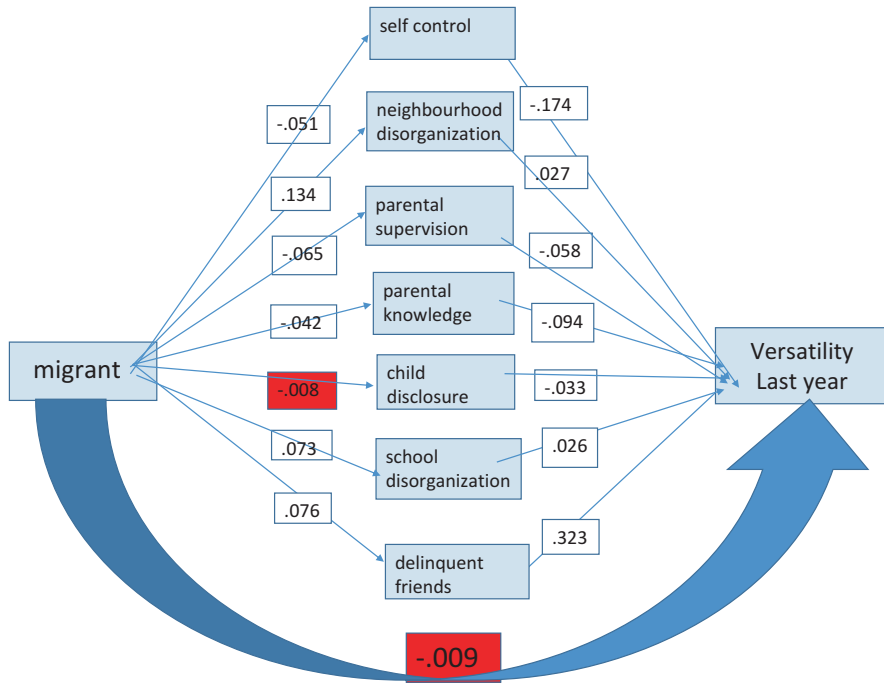 self control
-.174
neighbourhood
disorganization
-.051
.027
.134
parental
supervision
-.065
-.058
parental
knowledge
-.042
-.094
migrant
Versatility
Last year
child
disclosure
-.008
-.033
.073
school
disorganization
.026
.076
.323
delinquent
friends
-.009